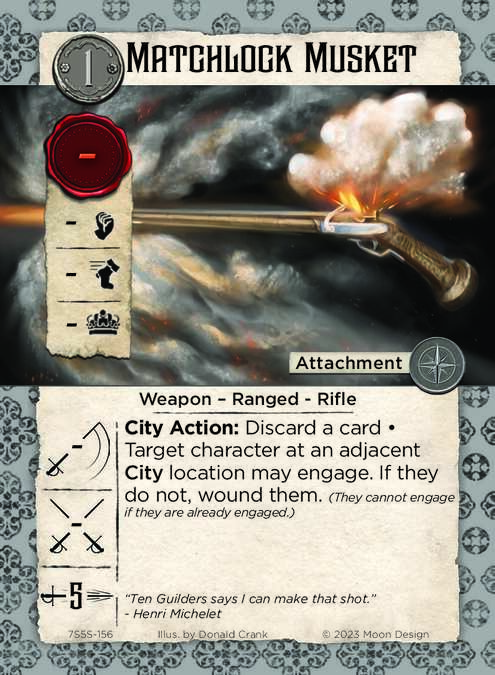 1 MATCHLOCK MUSKET
-
-
-
-
Attachment
Weapon – Ranged - Rifle
City Action: Discard a card •
Target character at an adjacent
City location may engage. If they
do not, wound them. (They cannot engage
if they are already engaged.)
-
-
5
“Ten Guilders says I can make that shot.”
- Henri Michelet
7S5S-156 Illus. by Donald Crank © 2023 Moon Design